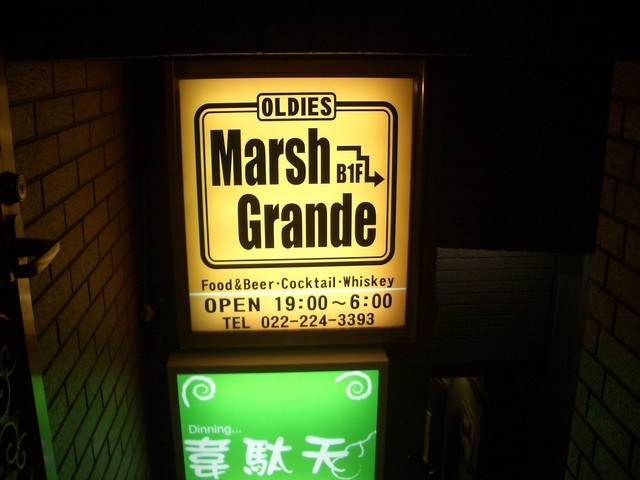 OLDIES
Marsh
B1F
Grande
Food&Beer·Cocktail·Whiskey
OPEN 19:00～6:00
TEL 022-224-3393
Dinning...
韋駄天